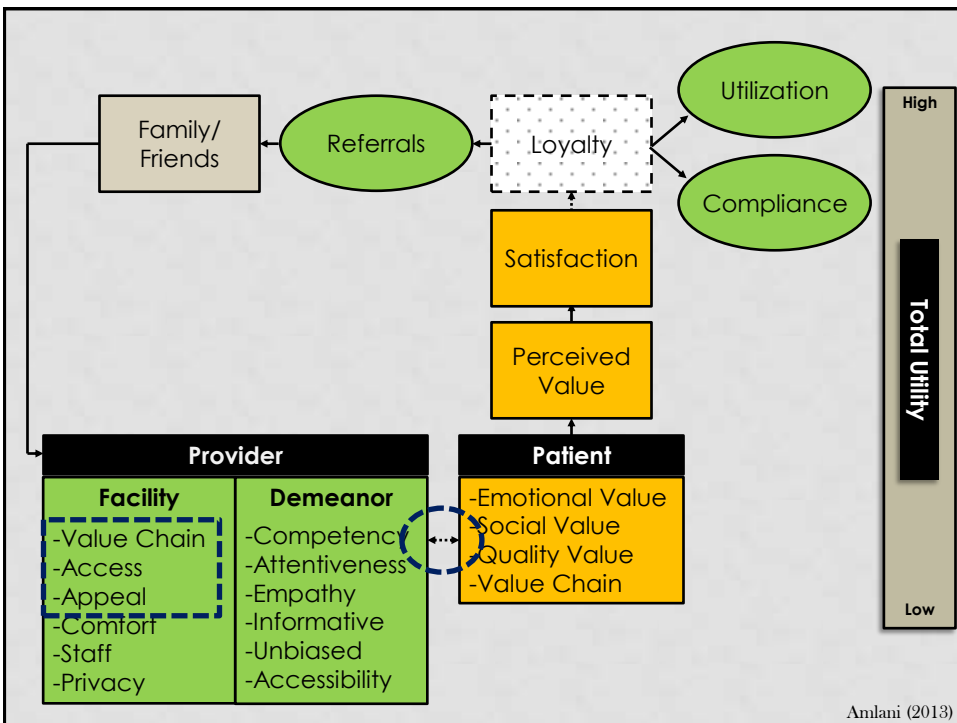 Utilization
High
Family/
Friends
Referrals
Loyalty
Compliance
Satisfaction
Total Utility
Perceived
Value
Provider
Patient
Facility
-Value Chain
-Access
-Appeal
-Comfort
-Staff
-Privacy
Demeanor
-Competency
-Attentiveness
-Empathy
-Informative
-Unbiased
-Accessibility
-Emotional Value
-Social Value
-Quality Value
-Value Chain
Low
Amlani (2013)